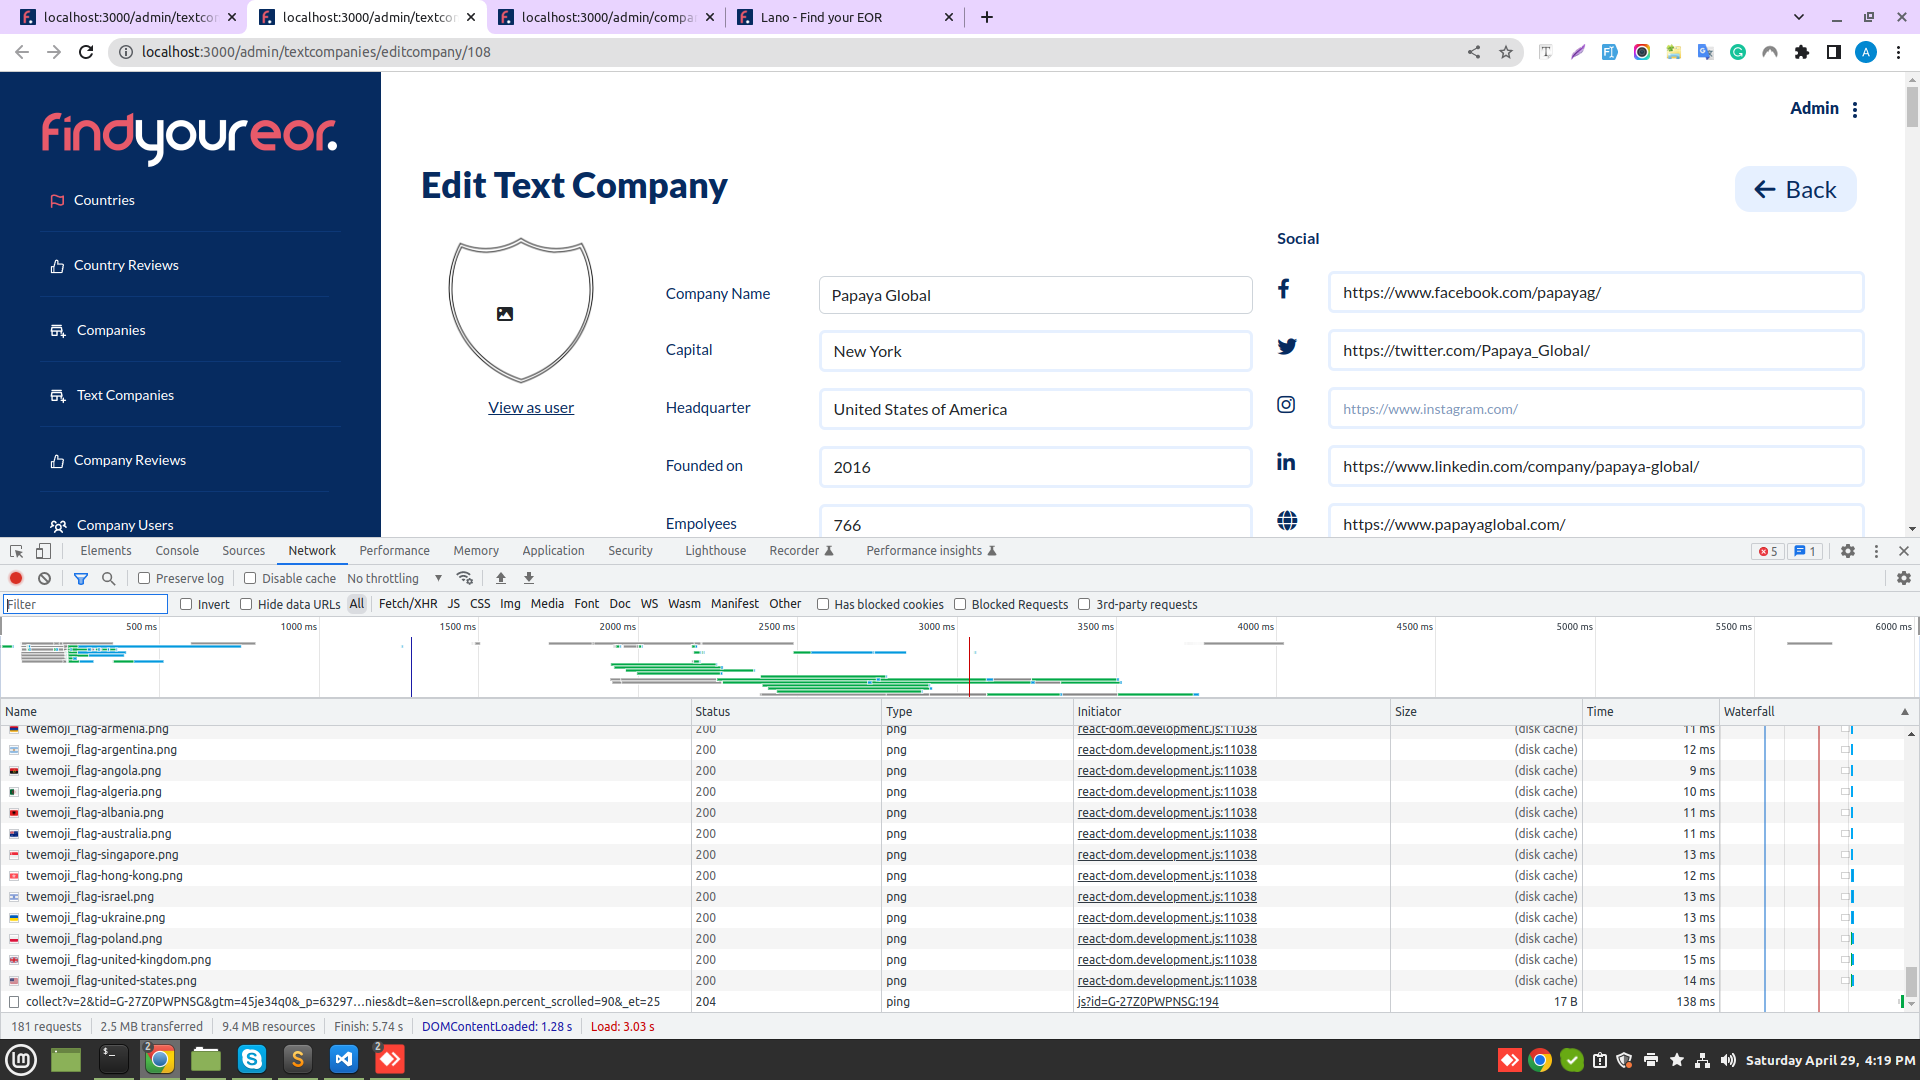 localhost:3000/admin/textcor
localhost:3000/admin/textcor
localhost:3000/admin/compa
Lano - Find your EOR
localhost:3000/admin/textcompanies/editcompany/108
A
findyoureor.
Countries
Country Reviews
Companies
Text Companies
Company Reviews
Company Users
Admin
Edit Text Company
Back
View as user
Company Name
Papaya Global
Capital
New York
Headquarter
United States of America
Founded on
2016
Empolyees
766
Social
https://www.facebook.com/papayag/
https://twitter.com/Papaya_Global/
https://www.instagram.com/
https://www.linkedin.com/company/papaya-global/
https://www.papayaglobal.com/
Elements Console Sources Network Performance Memory Application Security Lighthouse Recorder Performance insights 5 1
Preserve log Disable cache No throttling
Filter Invert Hide data URLs All Fetch/XHR JS CSS Img Media Font Doc WS Wasm Manifest Other Has blocked cookies Blocked Requests 3rd-party requests
500 ms 1000 ms 1500 ms 2000 ms 2500 ms 3000 ms 3500 ms 4000 ms 4500 ms 5000 ms 5500 ms 6000 ms
Name Status Type Initiator Size Time Waterfall
twemoji_flag-armenia.png 200 png react-dom.development.js:11038 (disk cache) 11 ms
twemoji_flag-argentina.png 200 png react-dom.development.js:11038 (disk cache) 12 ms
twemoji_flag-angola.png 200 png react-dom.development.js:11038 (disk cache) 9 ms
twemoji_flag-algeria.png 200 png react-dom.development.js:11038 (disk cache) 10 ms
twemoji_flag-albania.png 200 png react-dom.development.js:11038 (disk cache) 11 ms
twemoji_flag-australia.png 200 png react-dom.development.js:11038 (disk cache) 11 ms
twemoji_flag-singapore.png 200 png react-dom.development.js:11038 (disk cache) 13 ms
twemoji_flag-hong-kong.png 200 png react-dom.development.js:11038 (disk cache) 12 ms
twemoji_flag-israel.png 200 png react-dom.development.js:11038 (disk cache) 13 ms
twemoji_flag-ukraine.png 200 png react-dom.development.js:11038 (disk cache) 13 ms
twemoji_flag-poland.png 200 png react-dom.development.js:11038 (disk cache) 13 ms
twemoji_flag-united-kingdom.png 200 png react-dom.development.js:11038 (disk cache) 15 ms
twemoji_flag-united-states.png 200 png react-dom.development.js:11038 (disk cache) 14 ms
collect?v=2&tid=G-27Z0PWPNSG&gtm=45je34q0&_p=63297…nies&dt=&en=scroll&epn.percent_scrolled=90&_et=25 204 ping js?id=G-27Z0PWPNSG:194 17 B 138 ms
181 requests 2.5 MB transferred 9.4 MB resources Finish: 5.74 s DOMContentLoaded: 1.28 s Load: 3.03 s
2 2 Saturday April 29, 4:19 PM